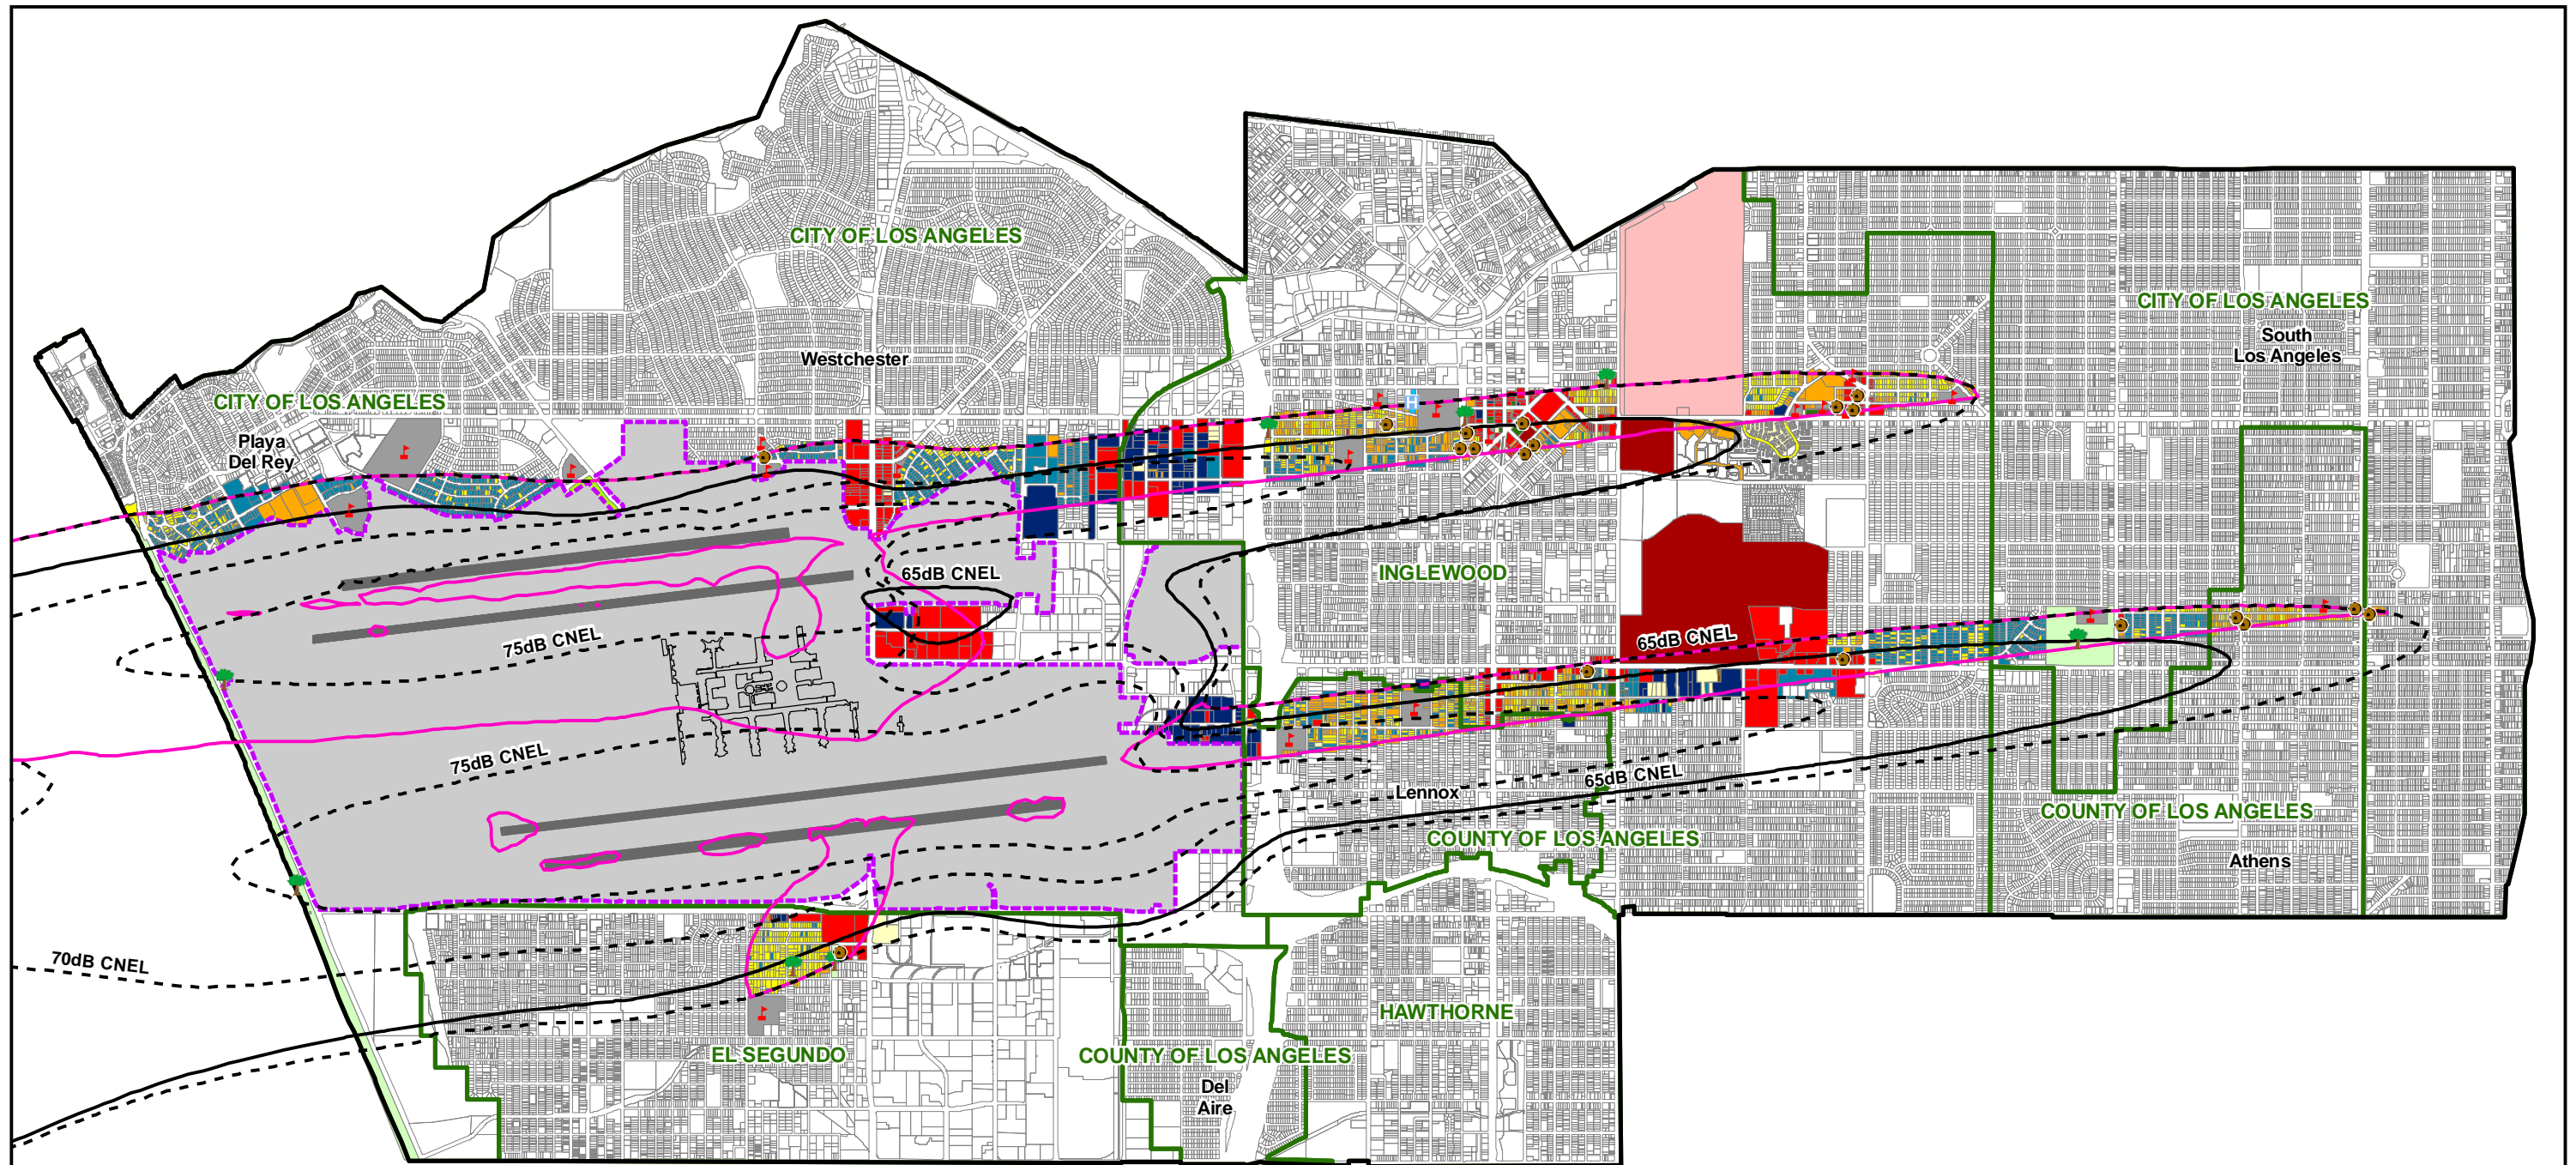 CITY OF LOS ANGELES
CITY OF LOS ANGELES
South
Los Angeles
Westchester
CITY OF LOS ANGELES
Playa
Del Rey
65dB CNEL
INGLEWOOD
75dB CNEL
65dB CNEL
75dB CNEL
65dB CNEL
Lennox
COUNTY OF LOS ANGELES
COUNTY OF LOS ANGELES
Athens
70dB CNEL
HAWTHORNE
EL SEGUNDO
COUNTY OF LOS ANGELES
Del
Aire